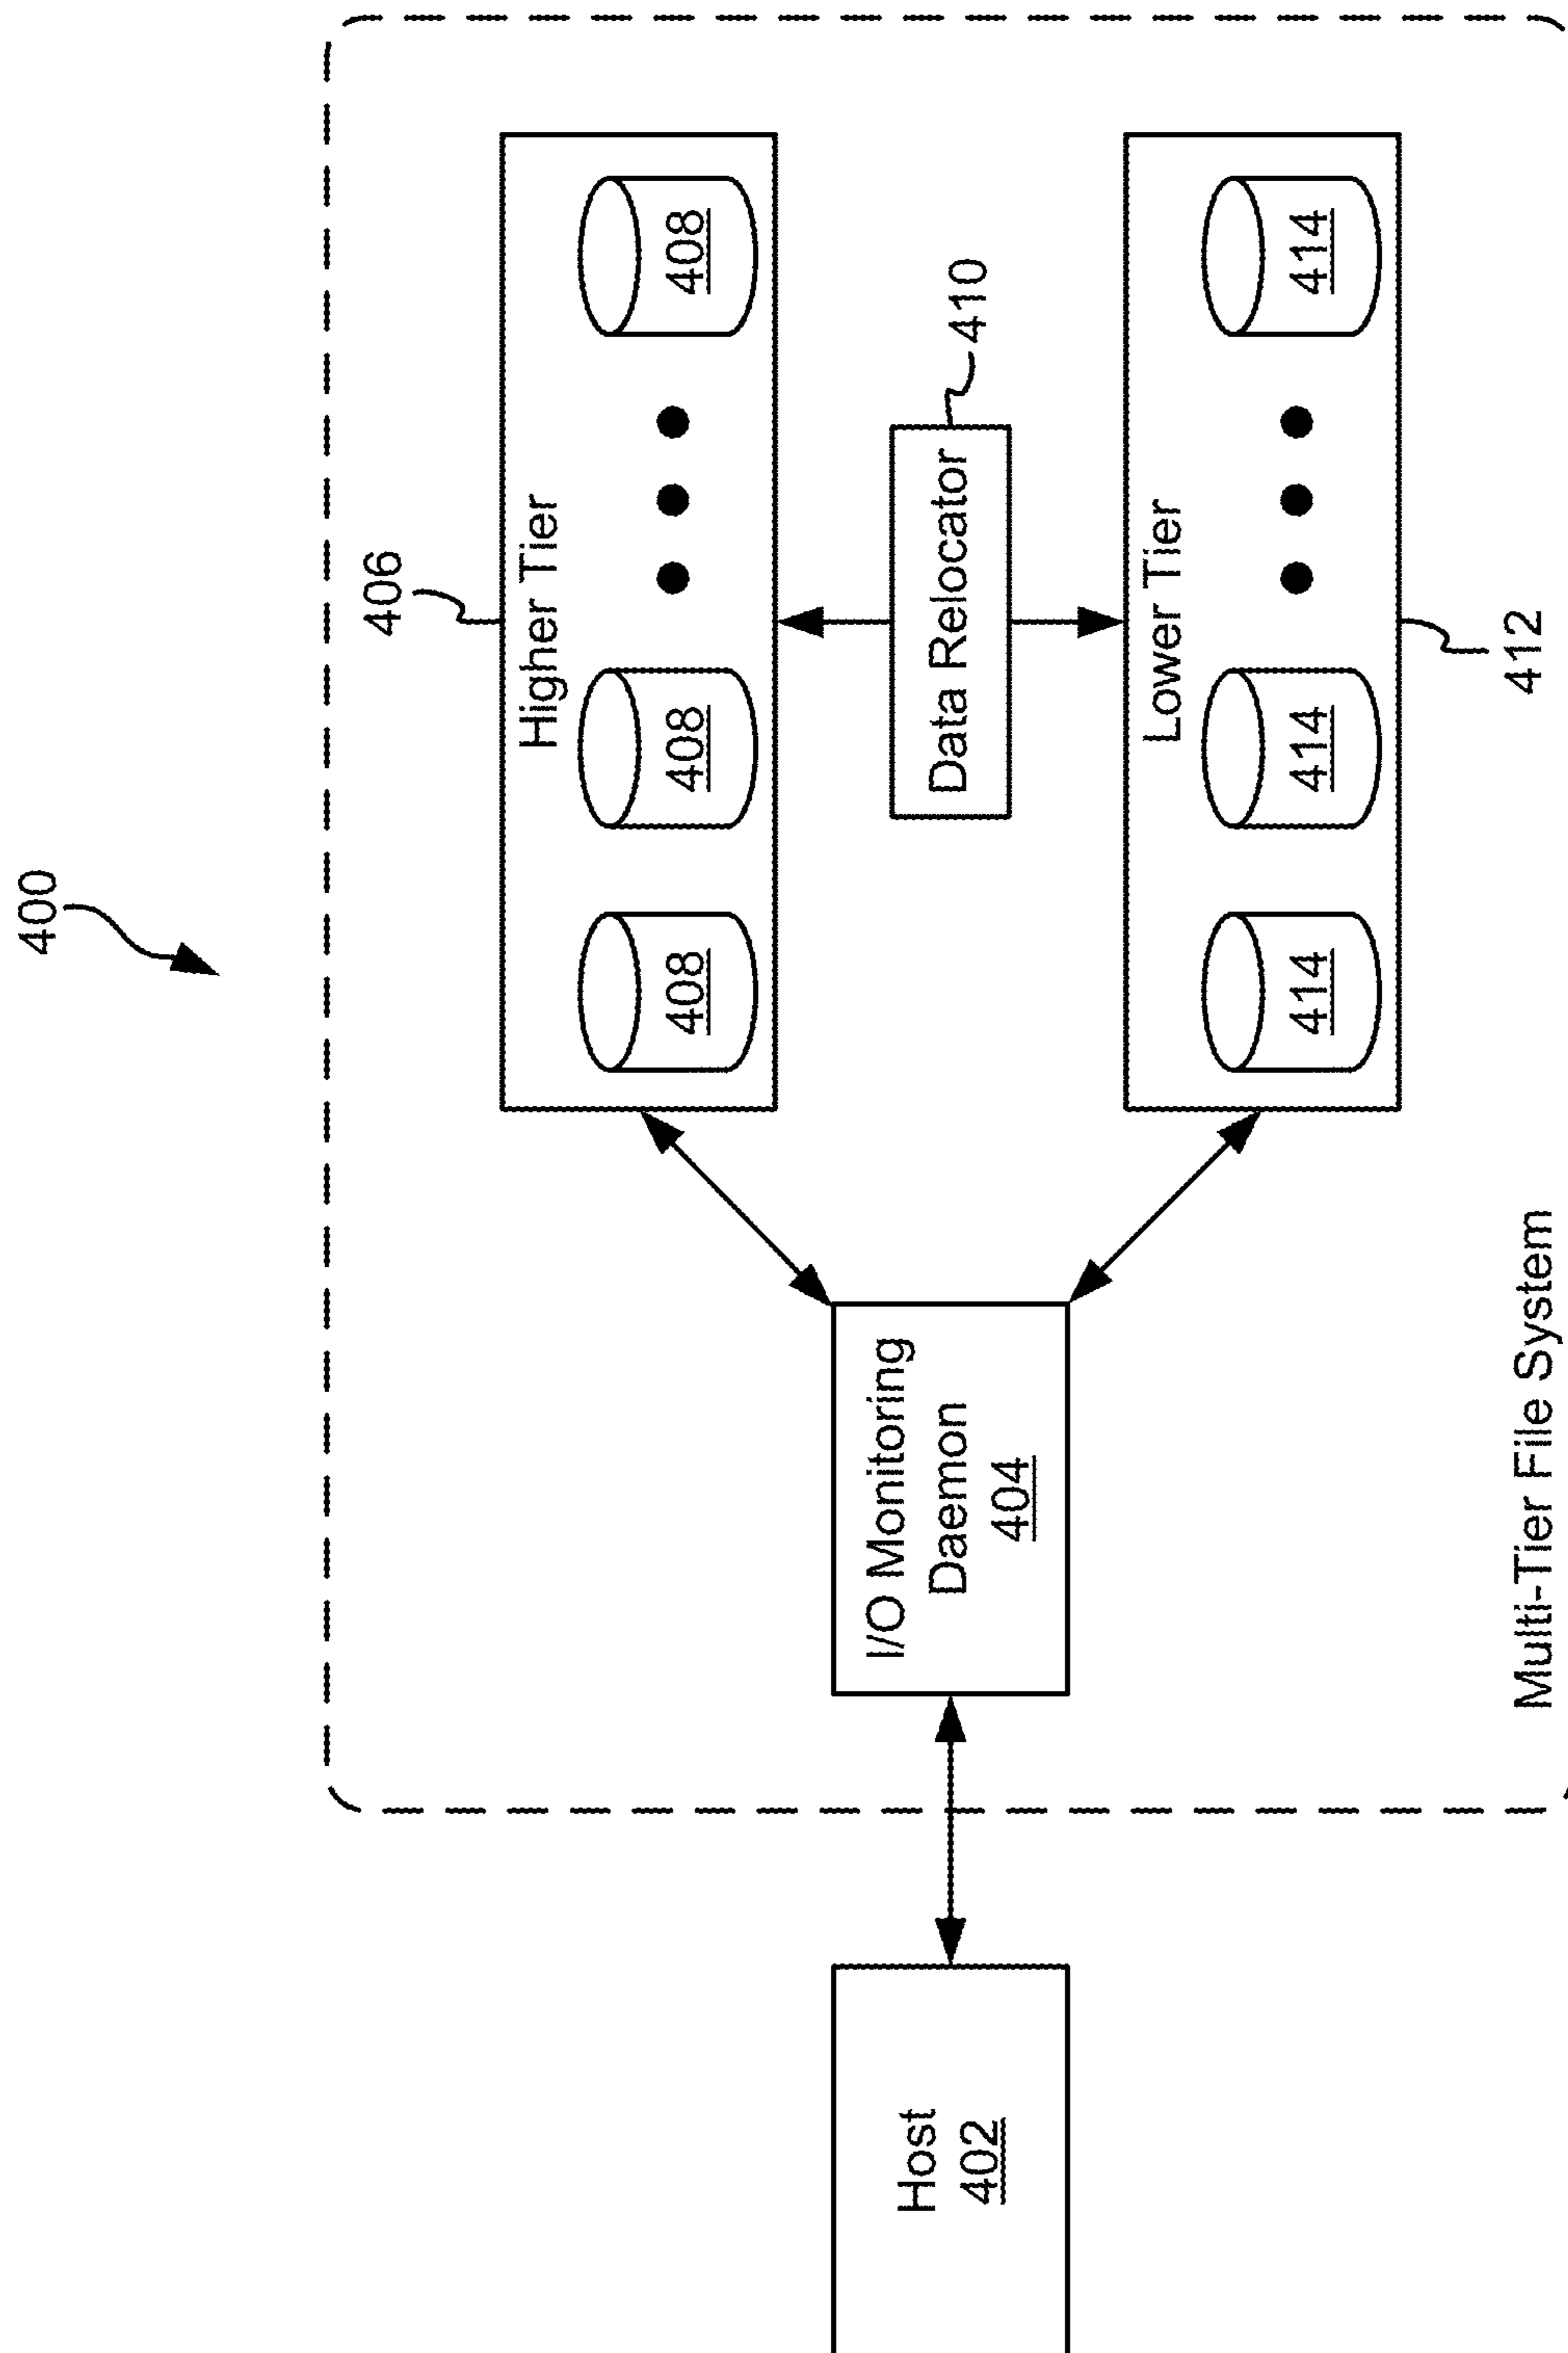 400
406
Higher Tier
408
408
408
Host
402
I/O Monitoring
Daemon
404
Data Relocator
410
Lower Tier
414
414
414
412
Multi-Tier File System